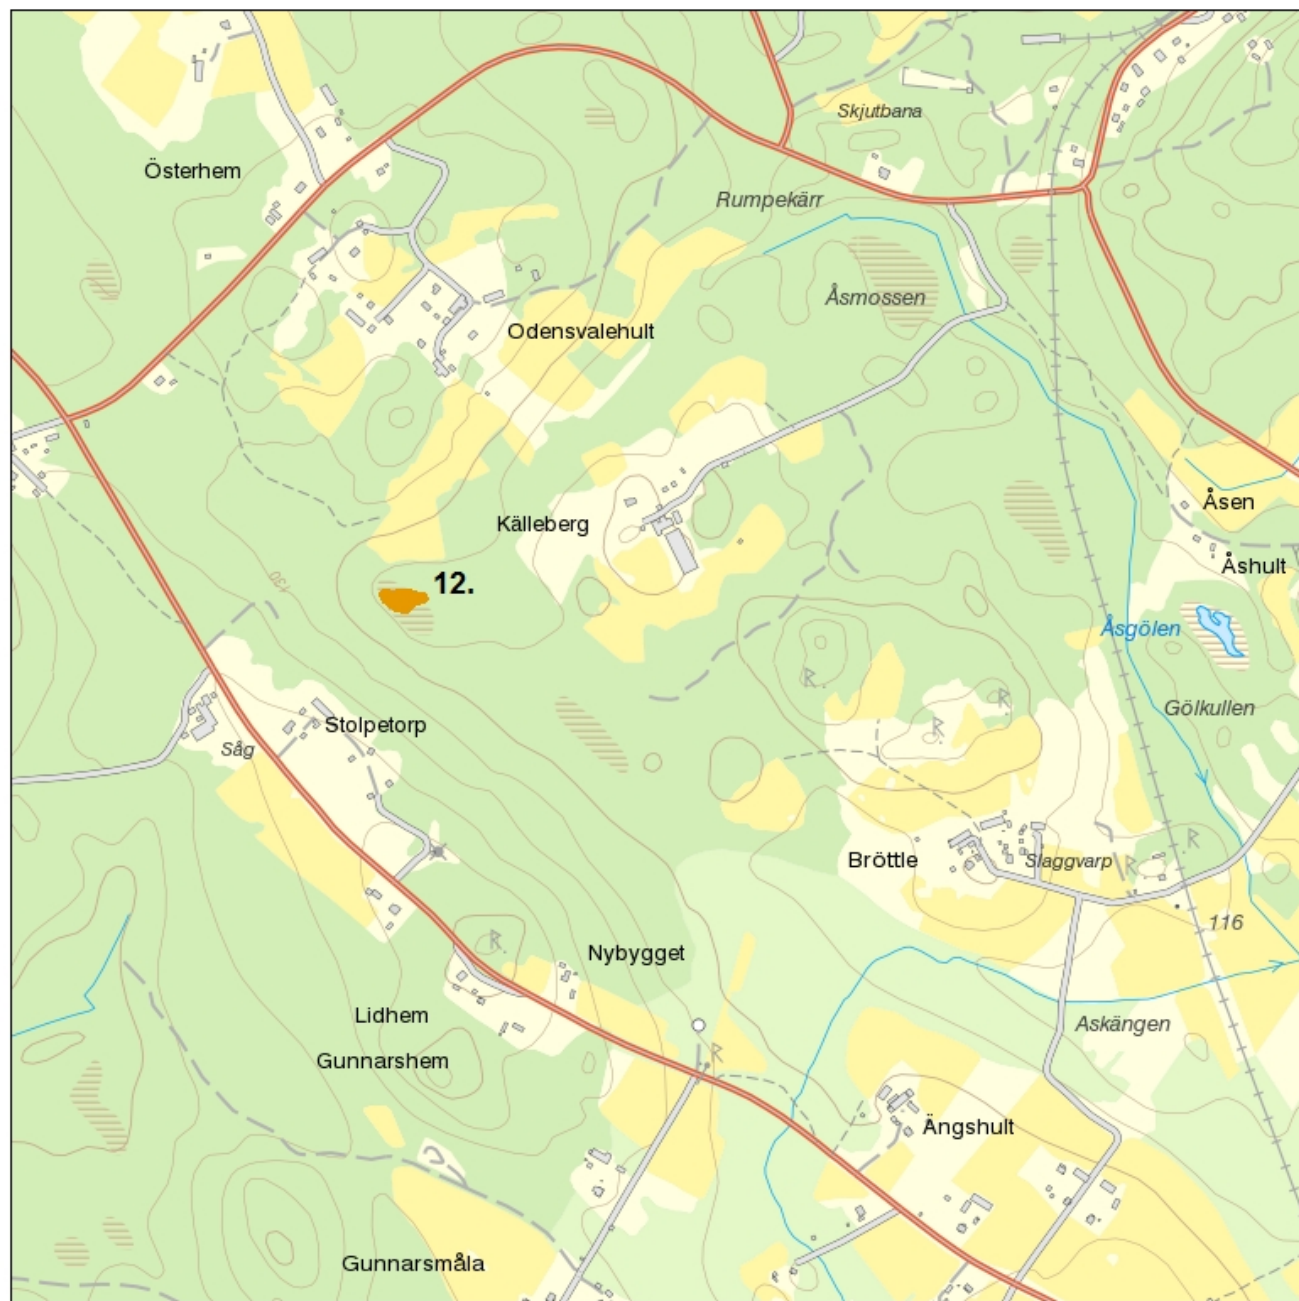 Skjutbana
Österhem
Rumpekärr
Åsmossen
Odensvalehult
Åsen
Källeberg
Åshult
130
12.
Åsgölen
Gölkullen
Stolpetorp
Såg
Bröttle
Slaggvarp
R.
R.
R.
R.
R.
116
Nybygget
R.
Lidhem
Askängen
Gunnarshem
R.
Ängshult
Gunnarsmåla